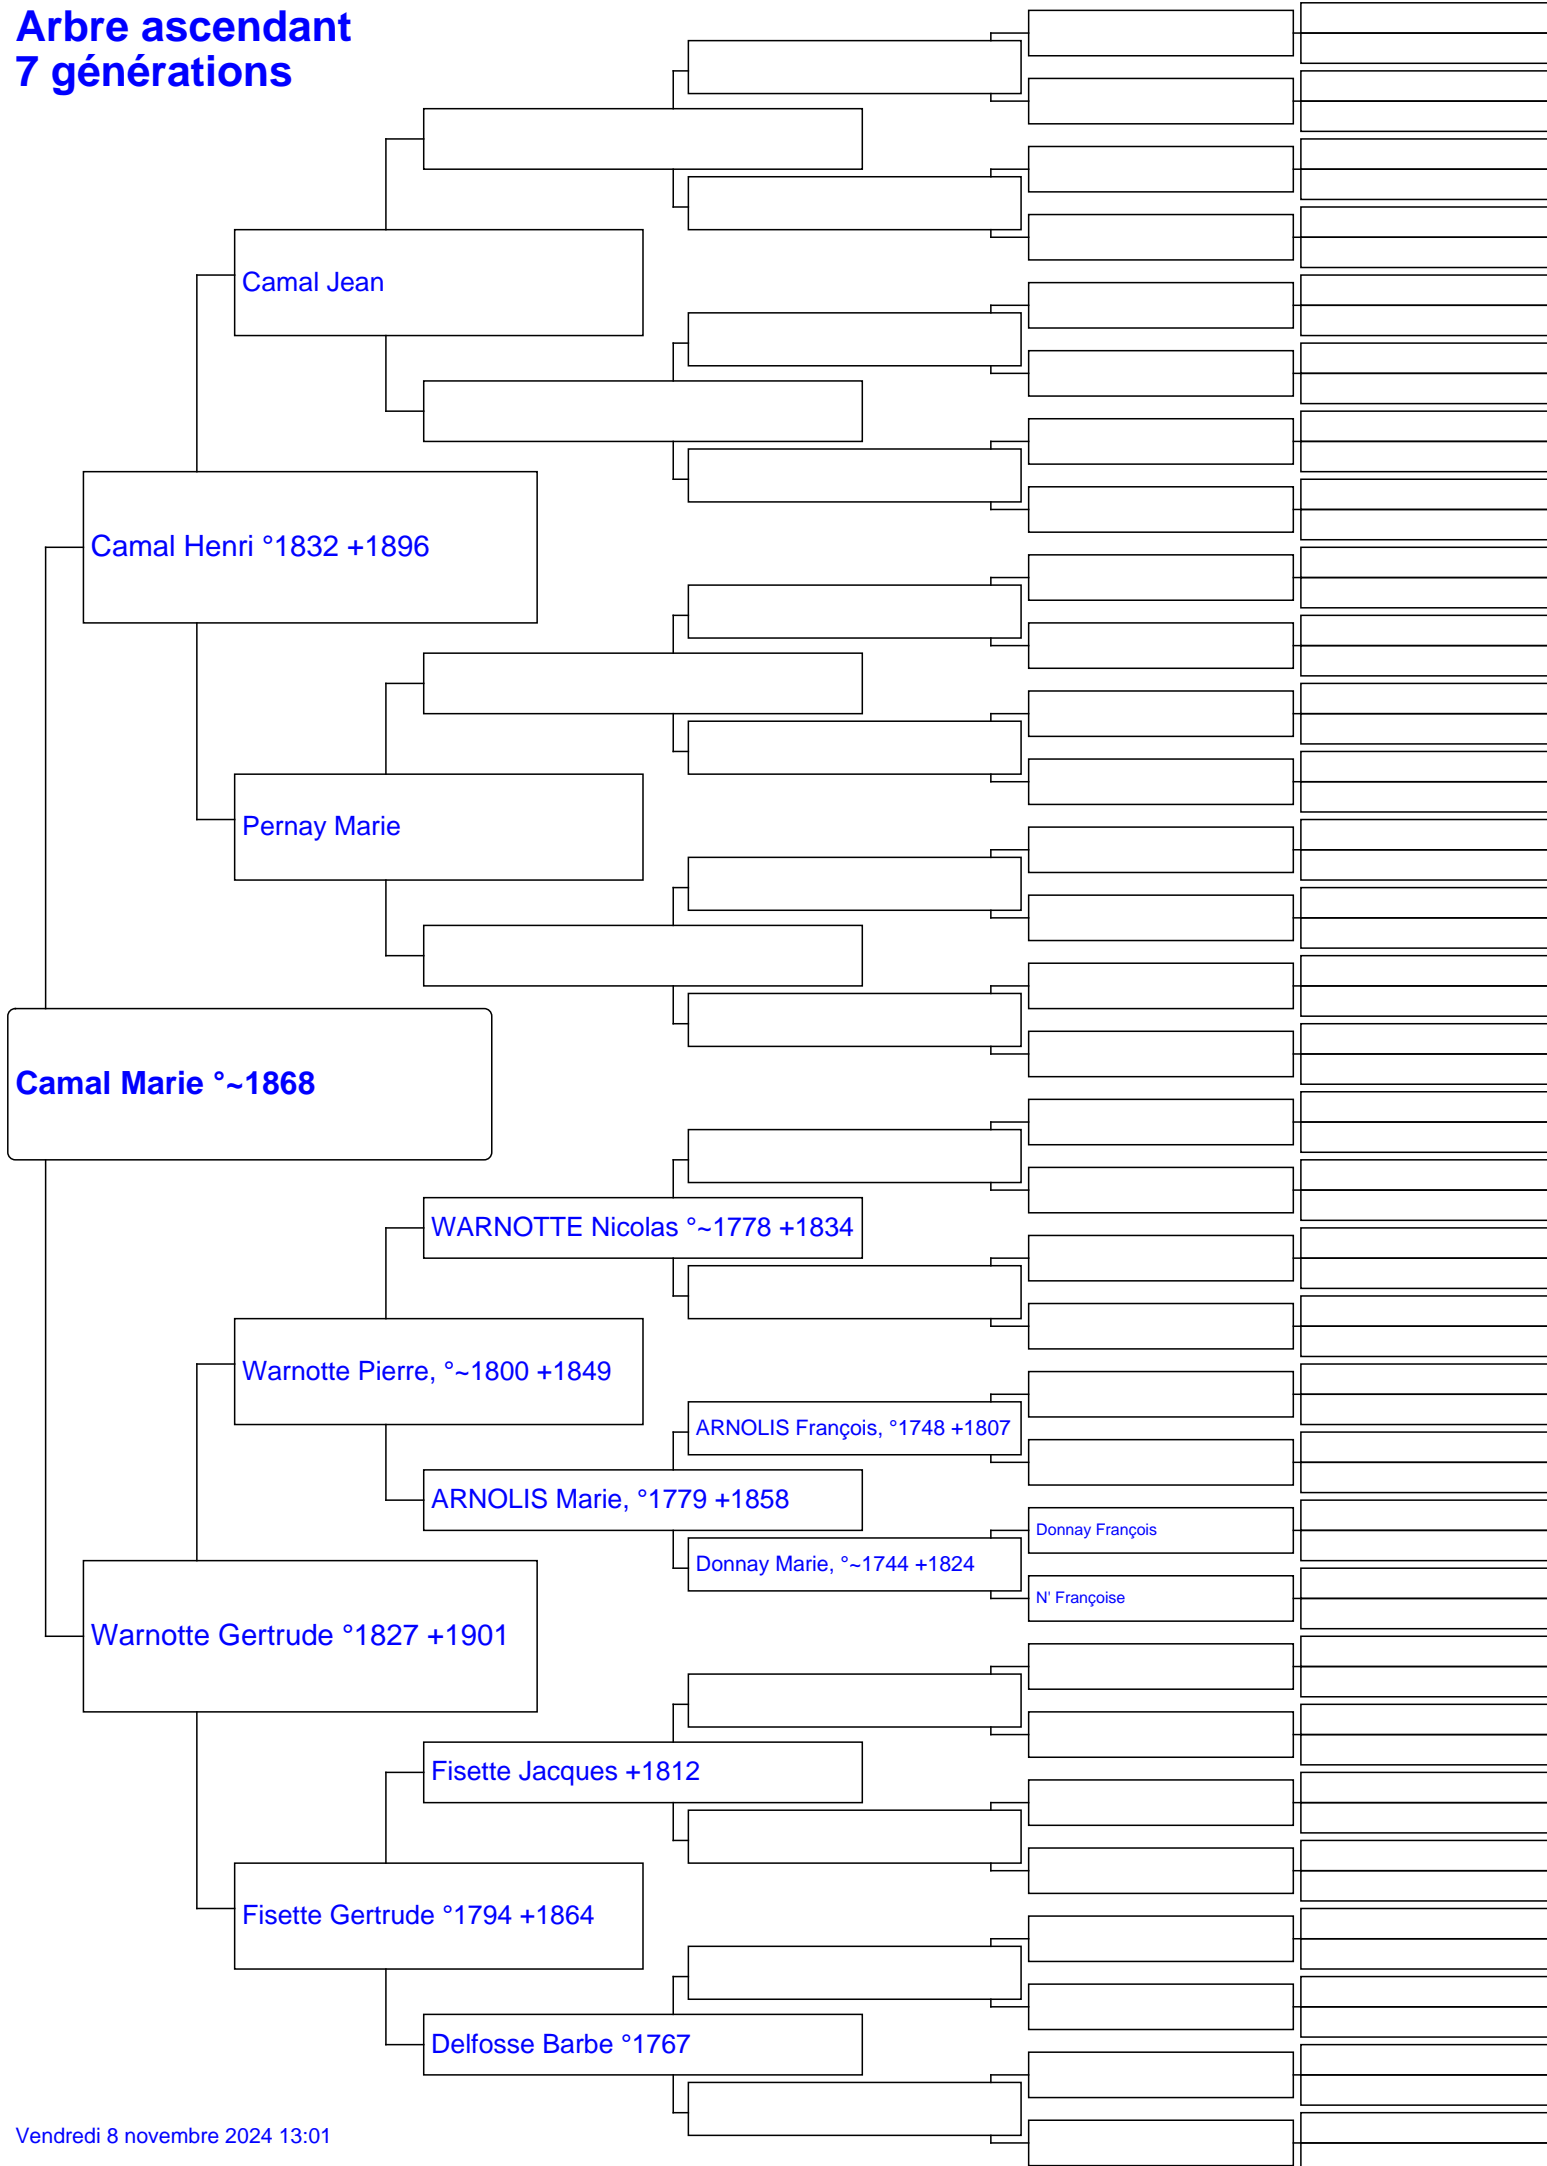 Arbre ascendant
7 générations
Camal Jean
Camal Henri °1832 +1896
Pernay Marie
Camal Marie °~1868
WARNOTTE Nicolas °~1778 +1834
Warnotte Pierre, °~1800 +1849
ARNOLIS François, °1748 +1807
ARNOLIS Marie, °1779 +1858
Donnay François
Donnay Marie, °~1744 +1824
N' Françoise
Warnotte Gertrude °1827 +1901
Fisette Jacques +1812
Fisette Gertrude °1794 +1864
Delfosse Barbe °1767
Vendredi 8 novembre 2024 13:01